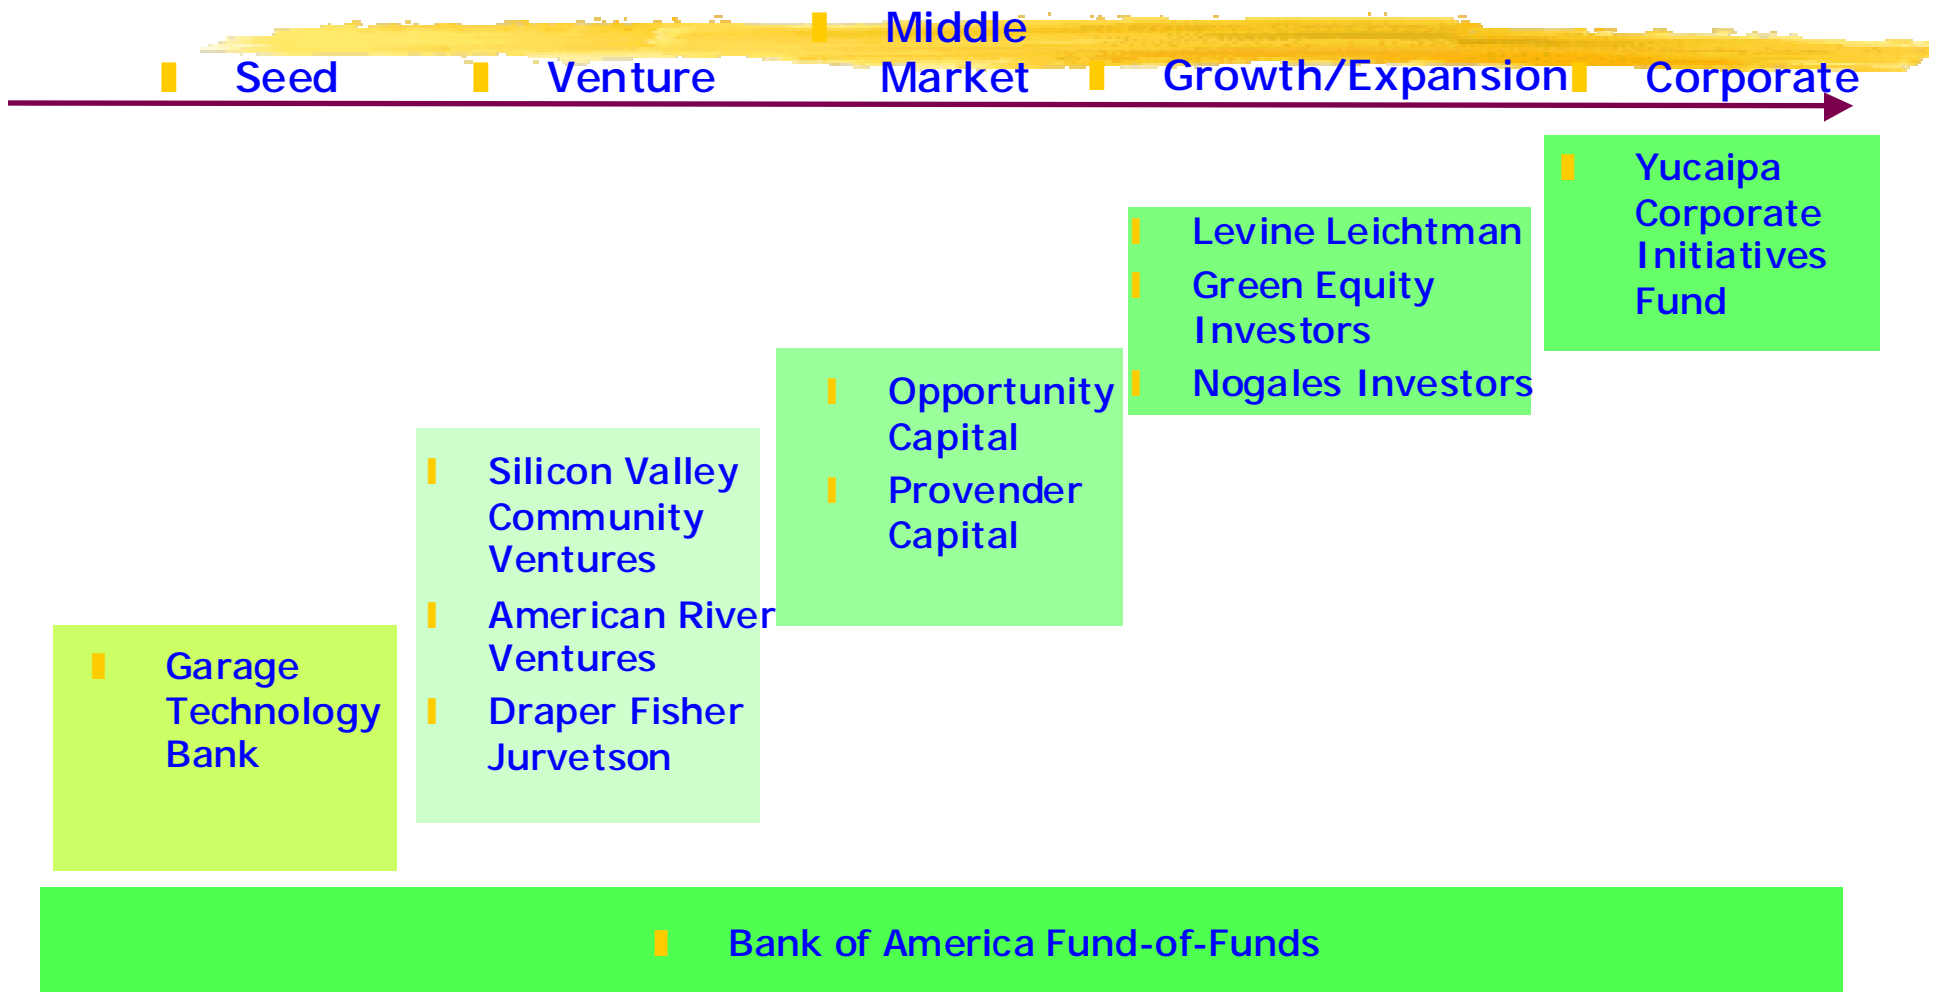 Seed
Venture
Middle
Market
Growth/Expansion
Corporate
Yucaipa
Corporate
Initiatives
Fund
Levine Leichtman
Green Equity
Investors
Nogales Investors
Opportunity
Capital
Provender
Capital
Silicon Valley
Community
Ventures
American River
Ventures
Draper Fisher
Jurvetson
Garage
Technology
Bank
Bank of America Fund-of-Funds